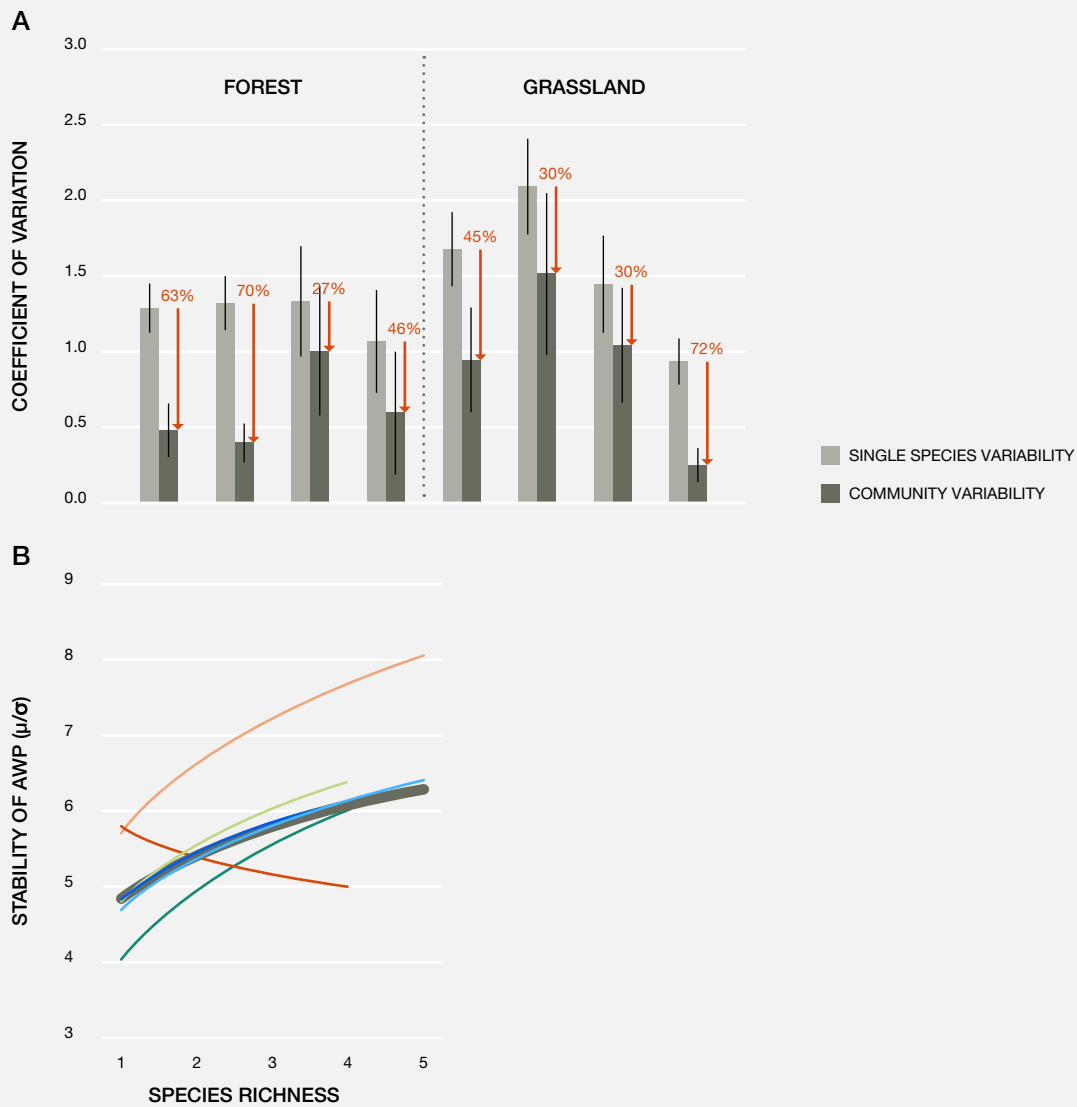 A
3.0
FOREST
GRASSLAND
2.5
COEFFICIENT OF VARIATION
2.0
1.5
1.0
0.5
0.0
63%
70%
27%
46%
45%
30%
30%
72%
SINGLE SPECIES VARIABILITY
COMMUNITY VARIABILITY
B
9
8
7
6
5
4
3
STABILITY OF AWP (μ/σ)
1 2 3 4 5
SPECIES RICHNESS